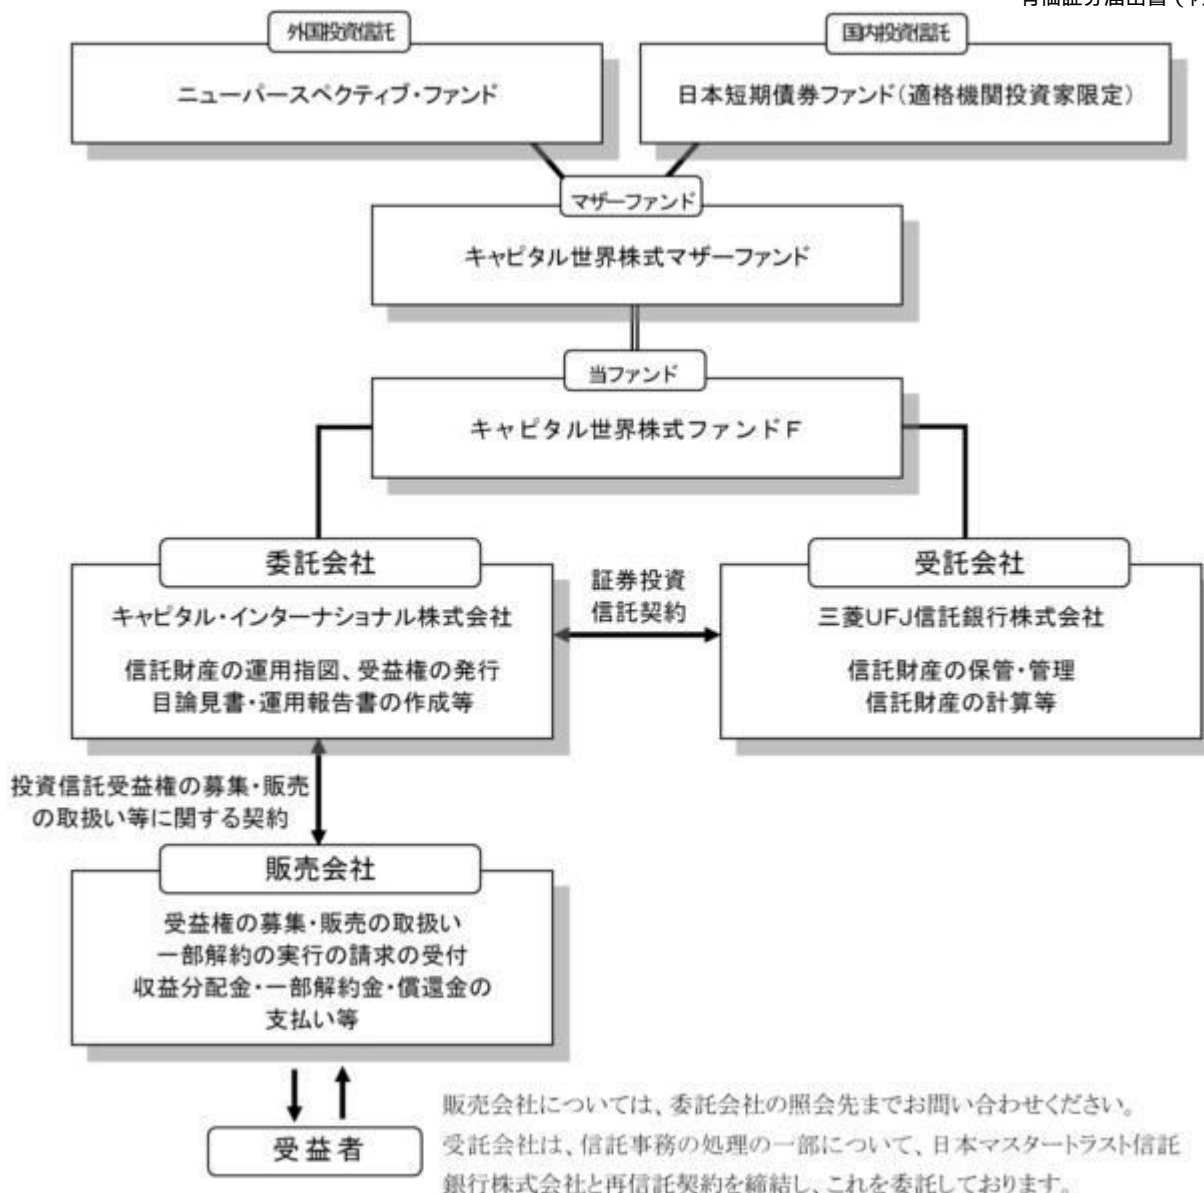 有価証券届出書(
外国投資信託
ニューパースペクティブ・ファンド
国内投資信託
日本短期債券ファンド(適格機関投資家限定)
マザーファンド
キャピタル世界株式マザーファンド
当ファンド
キャピタル世界株式ファンドF
委託会社
キャピタル・インターナショナル株式会社
信託財産の運用指図、受益権の発行
目論見書・運用報告書の作成等
証券投資
信託契約
受託会社
三菱UFJ信託銀行株式会社
信託財産の保管・管理
信託財産の計算等
投資信託受益権の募集・販売
の取扱い等に関する契約
販売会社
受益権の募集・販売の取扱い
一部解約の実行の請求の受付
収益分配金・一部解約金・償還金の
支払い等
受益者
販売会社については、委託会社の照会先までお問い合わせください。
受託会社は、信託事務の処理の一部について、日本マスタートラスト信託
銀行株式会社と再信託契約を締結し、これを委託しております。